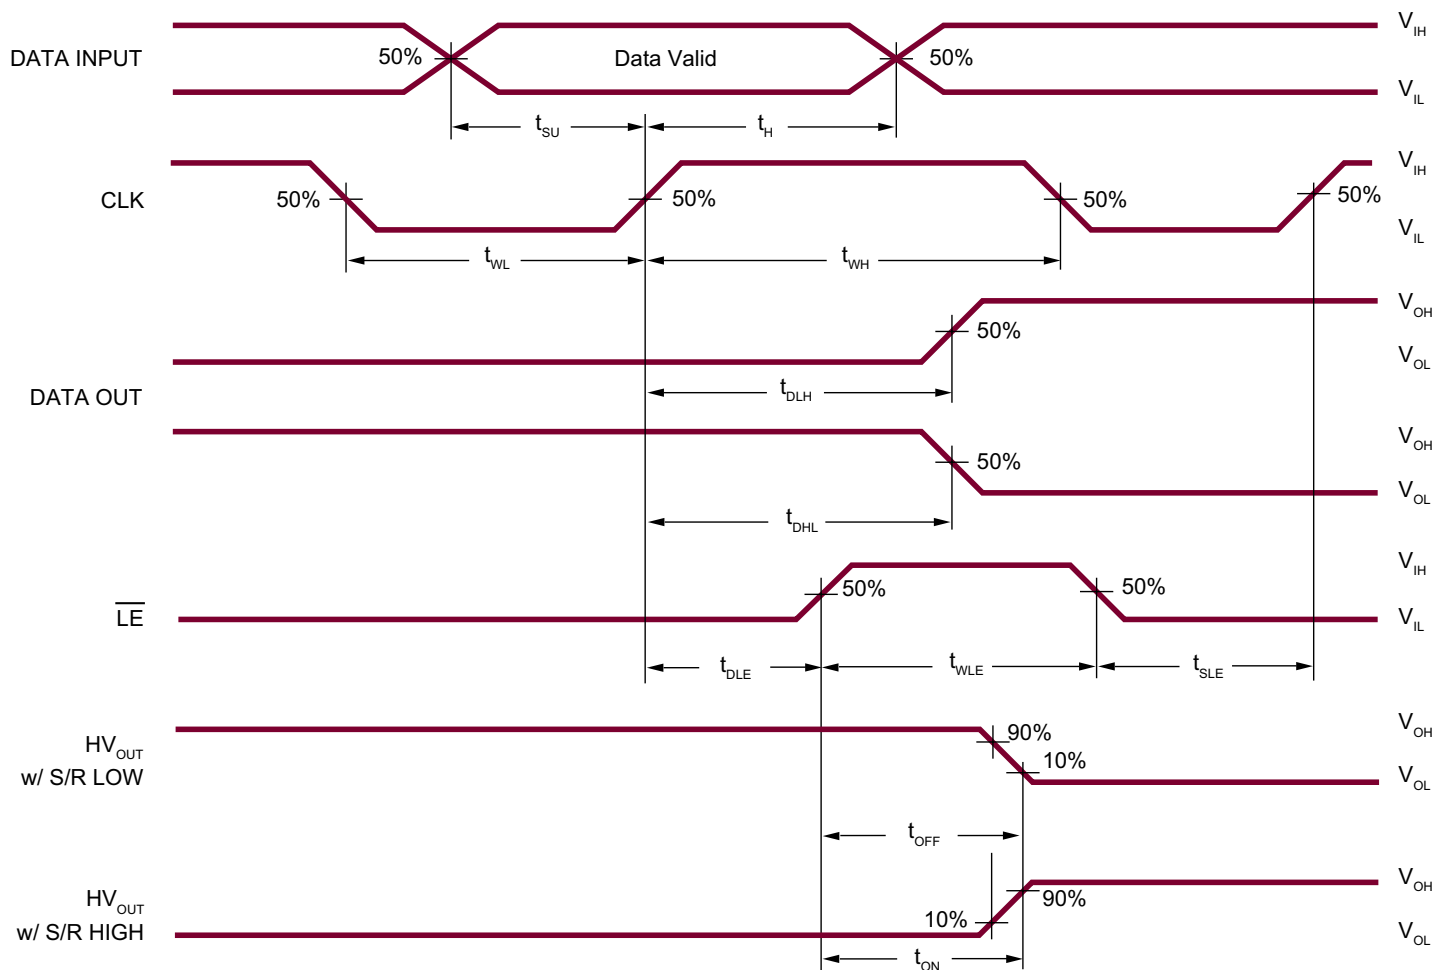 V_IH
DATA INPUT 50% Data Valid 50%
V_IL
t_SU t_H
V_IH
CLK 50% 50% 50% 50%
V_IL
t_WL t_WH
V_OH
50%
V_OL
t_DLH
DATA OUT
V_OH
50%
V_OL
t_DHL
V_IH
L̅E̅ 50% 50%
V_IL
t_DLE t_WLE t_SLE
V_OH
90%
HV_OUT
10%
w/ S/R LOW
V_OL
t_OFF
V_OH
HV_OUT 90%
10%
w/ S/R HIGH
V_OL
t_ON